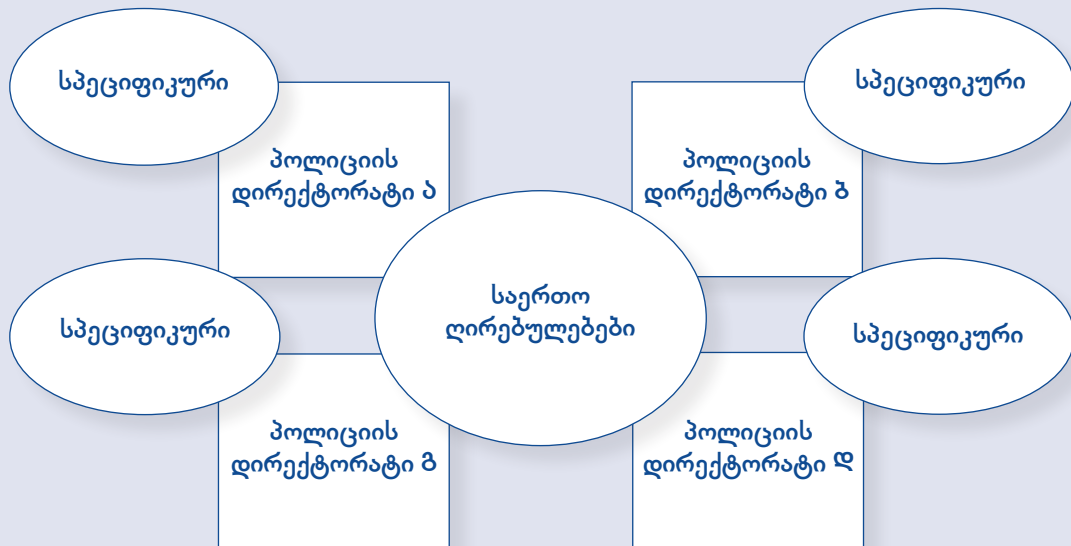 სპეციფიკური
სპეციფიკური
პოლიციის
დირექტორატი ა
პოლიციის
დირექტორატი ბ
საერთო
ღირებულებები
სპეციფიკური
სპეციფიკური
პოლიციის
დირექტორატი გ
პოლიციის
დირექტორატი დ